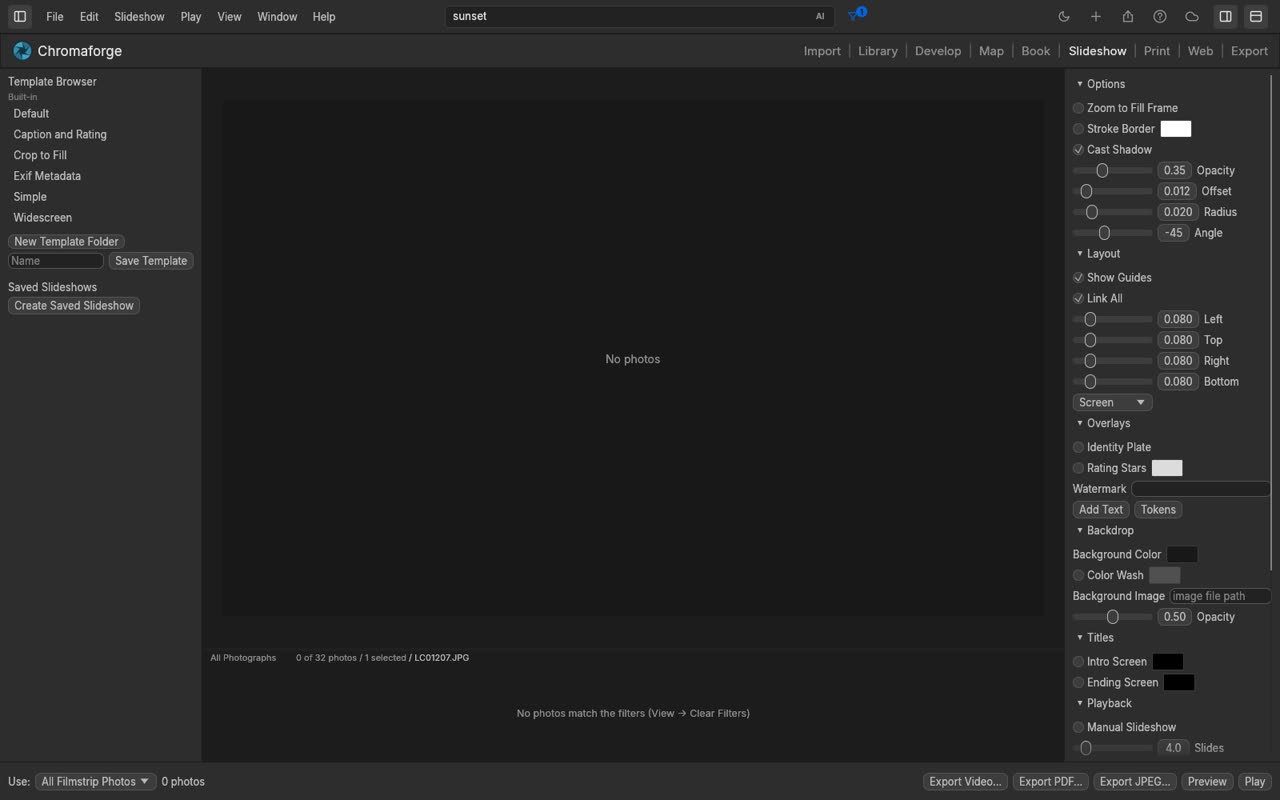 File Edit Slideshow Play View Window Help sunset AI 1
Chromaforge Import Library Develop Map Book Slideshow Print Web Export
Template Browser
Built-in
Default
Caption and Rating
Crop to Fill
Exif Metadata
Simple
Widescreen
New Template Folder
Name Save Template
Saved Slideshows
Create Saved Slideshow
No photos
All Photographs 0 of 32 photos / 1 selected / LC01207.JPG
No photos match the filters (View → Clear Filters)
Options
Zoom to Fill Frame
Stroke Border
Cast Shadow
0.35 Opacity
0.012 Offset
0.020 Radius
-45 Angle
Layout
Show Guides
Link All
0.080 Left
0.080 Top
0.080 Right
0.080 Bottom
Screen
Overlays
Identity Plate
Rating Stars
Watermark
Add Text Tokens
Backdrop
Background Color
Color Wash
Background Image image file path
0.50 Opacity
Titles
Intro Screen
Ending Screen
Playback
Manual Slideshow
4.0 Slides
Use: All Filmstrip Photos 0 photos Export Video... Export PDF... Export JPEG... Preview Play